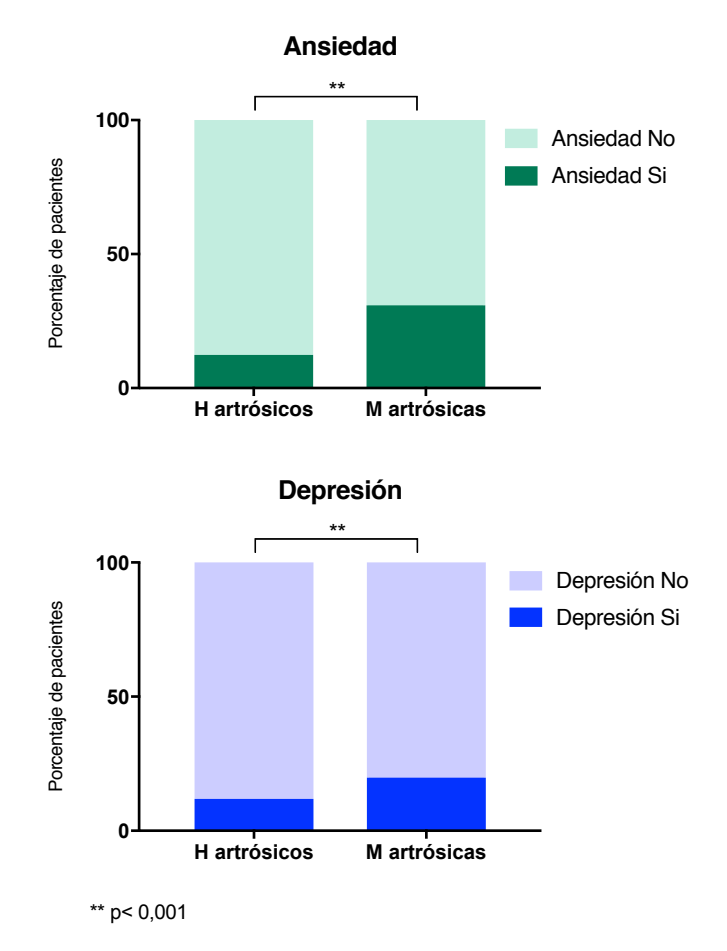 Ansiedad
**
100
50
0
Porcentaje de pacientes
Ansiedad No
Ansiedad Si
H artrósicos
M artrósicas
Depresión
**
100
50
0
Porcentaje de pacientes
Depresión No
Depresión Si
H artrósicos
M artrósicas
** p< 0,001